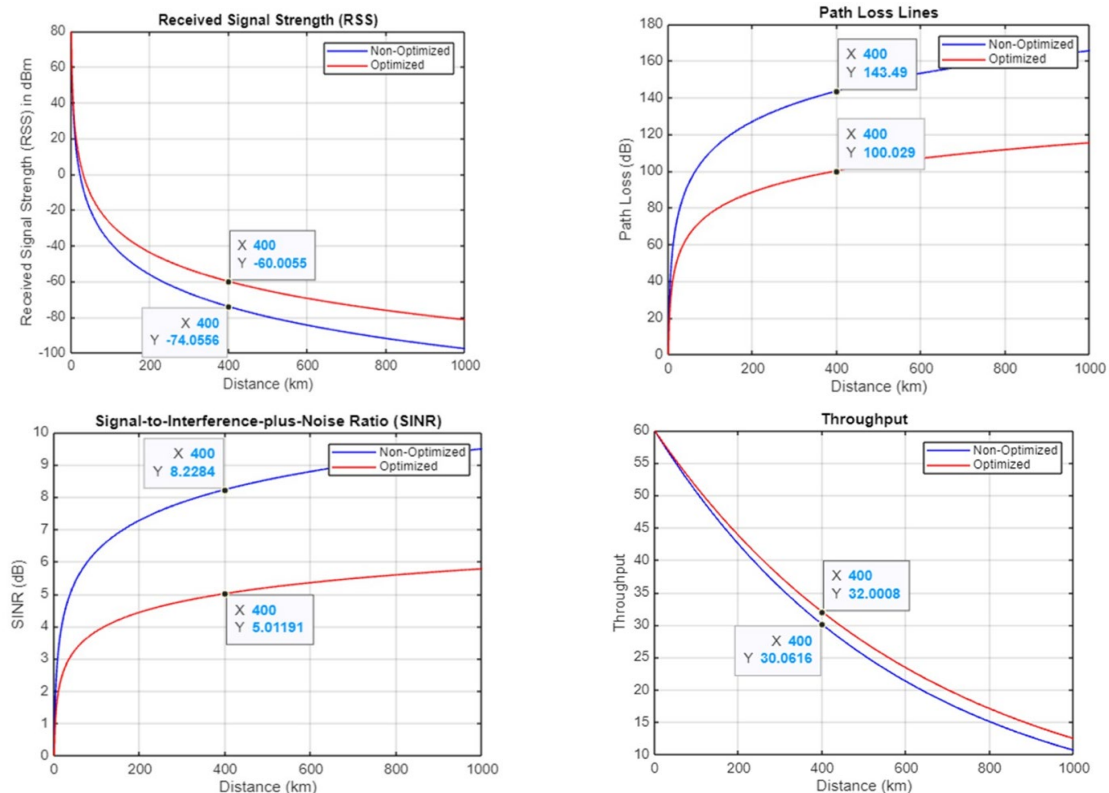 Received Signal Strength (RSS)
Received Signal Strength (RSS) in dBm
80
60
40
20
0
-20
-40
-60
-80
-100
Non-Optimized
Optimized
X 400
Y -60.0055
X 400
Y -74.0556
0
200
400
600
800
1000
Distance (km)
Path Loss Lines
Path Loss (dB)
180
160
140
120
100
80
60
40
20
0
Non-Optimized
Optimized
X 400
Y 143.49
X 400
Y 100.029
0
200
400
600
800
1000
Distance (km)
Signal-to-Interference-plus-Noise Ratio (SINR)
SINR (dB)
10
9
8
7
6
5
4
3
2
1
0
Non-Optimized
Optimized
X 400
Y 8.2284
X 400
Y 5.01191
0
200
400
600
800
1000
Distance (km)
Throughput
Throughput
60
55
50
45
40
35
30
25
20
15
10
Non-Optimized
Optimized
X 400
Y 32.0008
X 400
Y 30.0616
0
200
400
600
800
1000
Distance (km)